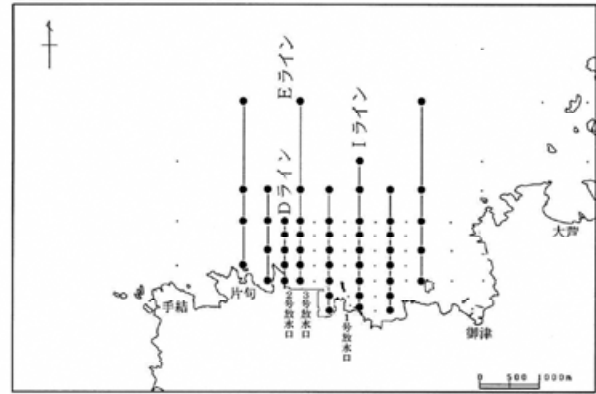 Eライン
Iライン
Dライン
大芦
片句
手結
2号放水口
3号放水口
1号放水口
御津
0 500 1000m